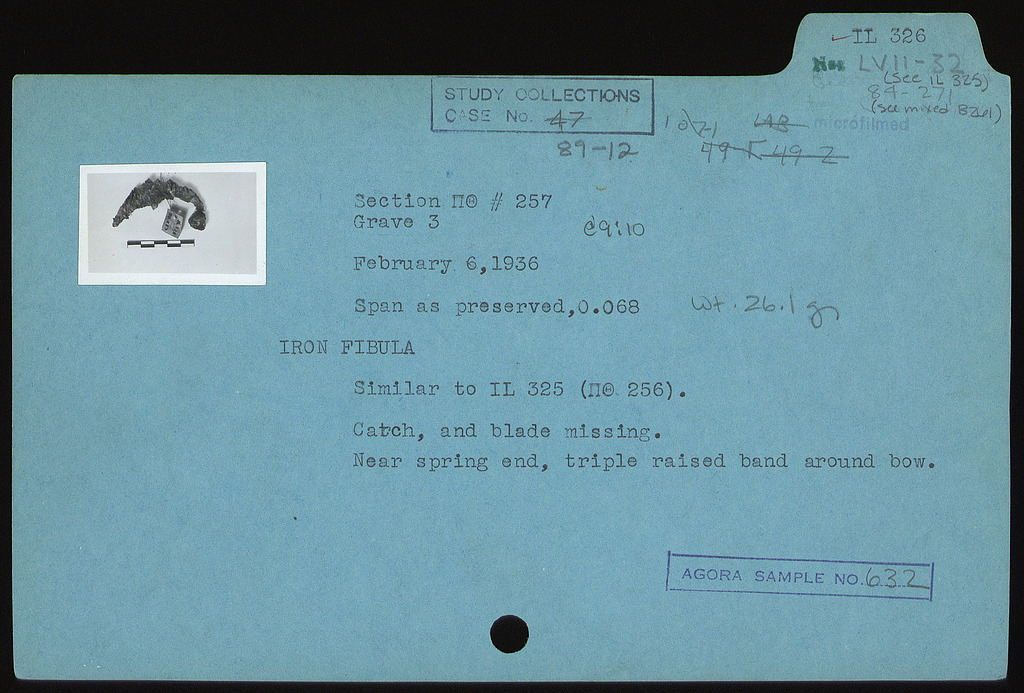 IL 326
LVII-32
(see IL 325)
84-271
(see mixed BZ61)
microfilmed
STUDY COLLECTIONS
CASE No. 47
89-12
Section ΠΘ # 257
Grave 3
C9:10
February 6,1936
Span as preserved,0.068
Wt. 26.1 g
IRON FIBULA
Similar to IL 325 (ΠΘ 256).
Catch, and blade missing.
Near spring end, triple raised band around bow.
AGORA SAMPLE NO. 632